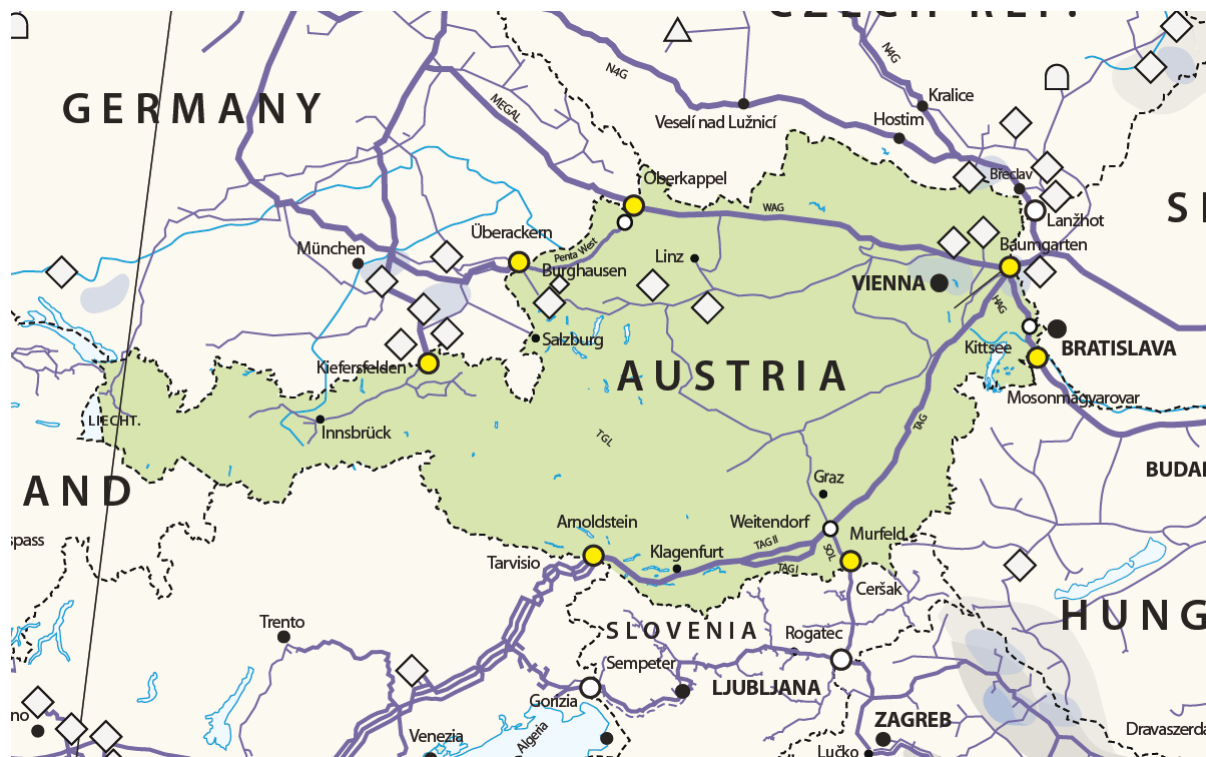 CZECH REP.
N4G
N4G
MEGAL
GERMANY
Kralice
Veselí nad Lužnicí
Hostim
Břeclav
Oberkappel
WAG
Lanžhot
Überackern
München
Penta West
Burghausen
Linz
Baumgarten
VIENNA
HAG
Salzburg
Kittsee
BRATISLAVA
Kiefersfelden
AUSTRIA
Mosonmagyarovar
LIECHT.
Innsbrück
TGL
TAG
AND
Graz
BUDA
Arnoldstein
Weitendorf
Murfeld
spass
Tarvisio
Klagenfurt
TAG II
SOL
TAG I
Ceršak
Trento
SLOVENIA
Rogatec
HUNG
Sempeter
LJUBLJANA
Gorizia
no
ZAGREB
Venezia
Algeria
Lučko
Dravaszerda